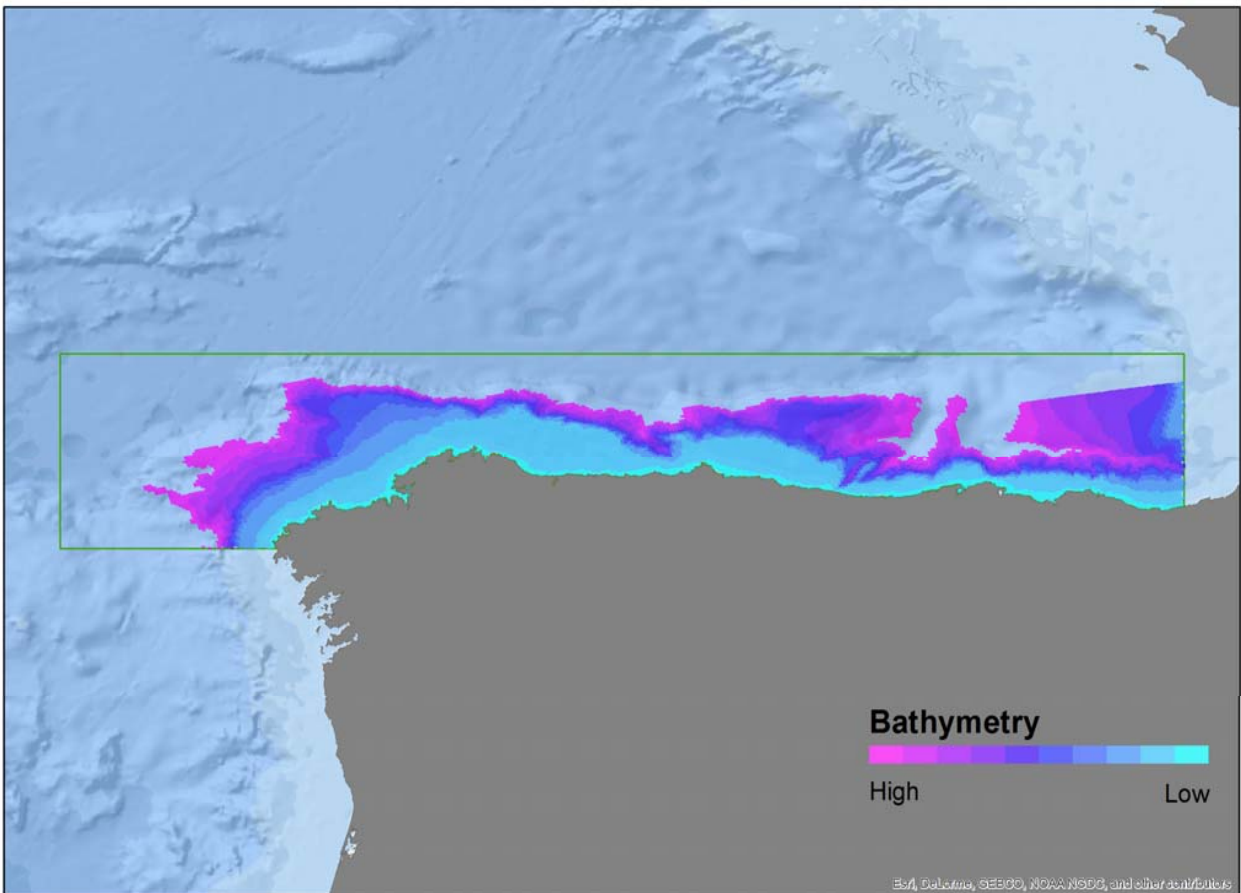 Bathymetry
High
Low
Esri, DeLorme, GEBCO, NOAA NGDC, and other contributors